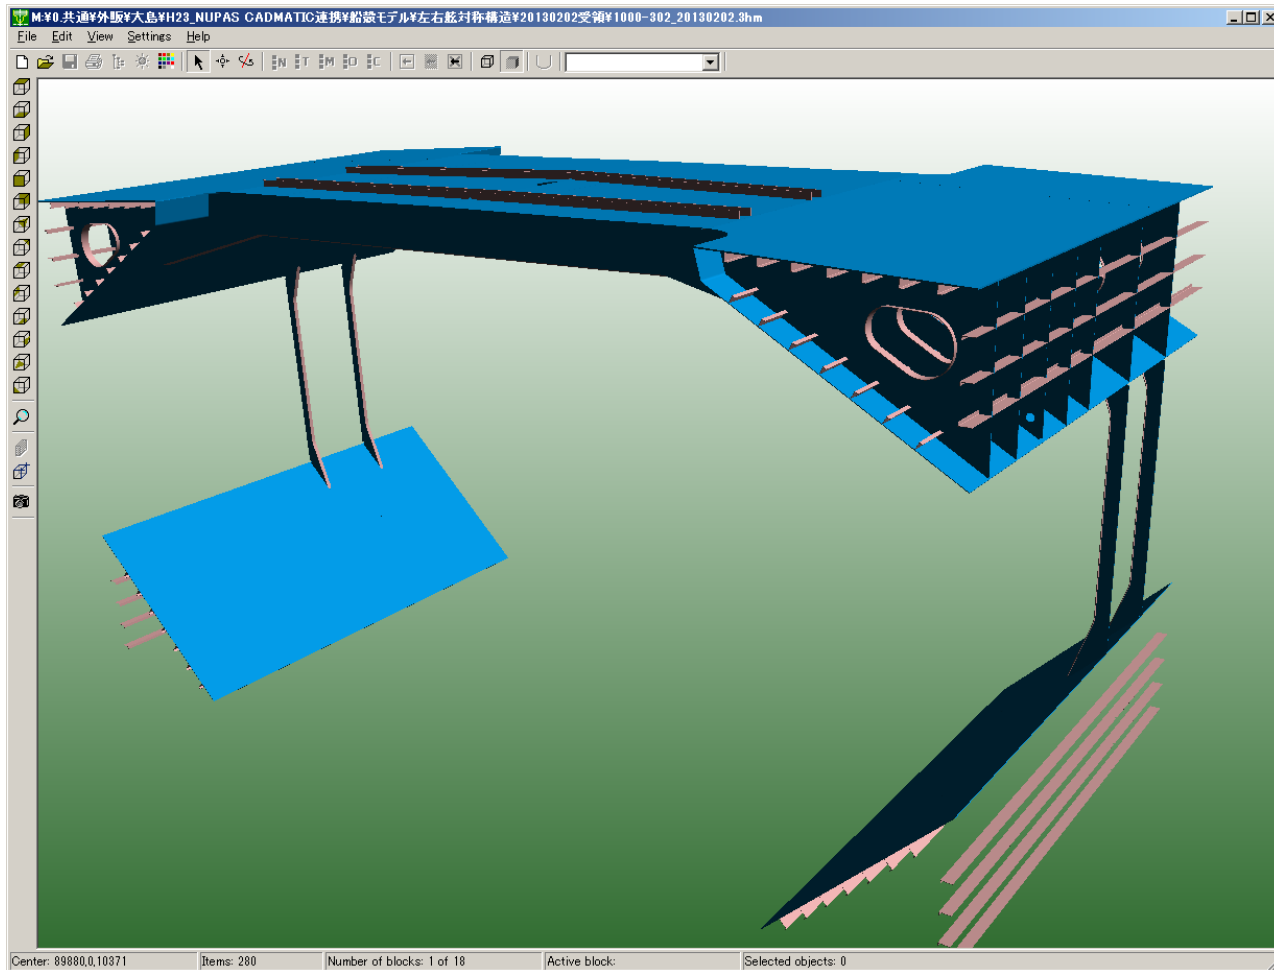 M:¥0.共通¥外販¥大島¥H23_NUPAS CADMATIC連携¥船殻モデル¥左右舷対称構造¥20130202受領¥1000-302_20130202.3hm
File Edit View Settings Help
N T M O C
Center: 89880,0,10371 Items: 280 Number of blocks: 1 of 18 Active block: Selected objects: 0